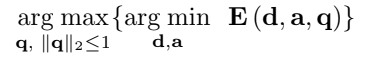 arg max{arg min E (d, a, q)}
q, ‖q‖₂≤1 d,a